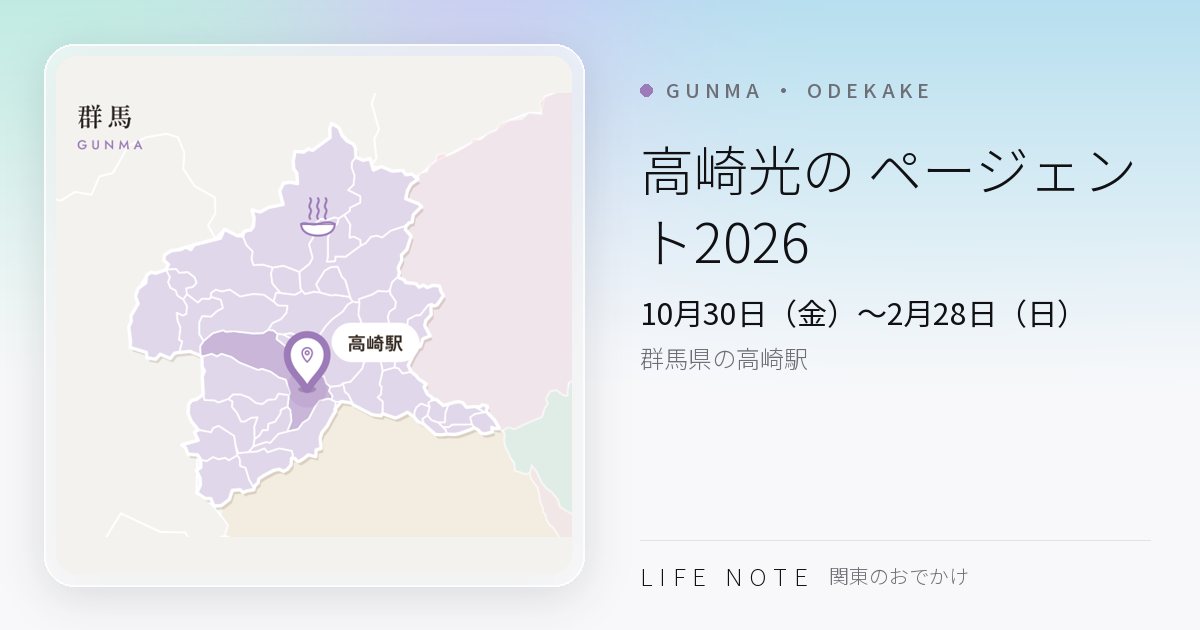 群馬
GUNMA
高崎駅
GUNMA • ODEKAKE
高崎光の ページェン
ト2026
10月30日（金）〜2月28日（日）
群馬県の高崎駅
LIFE NOTE 関東のおでかけ